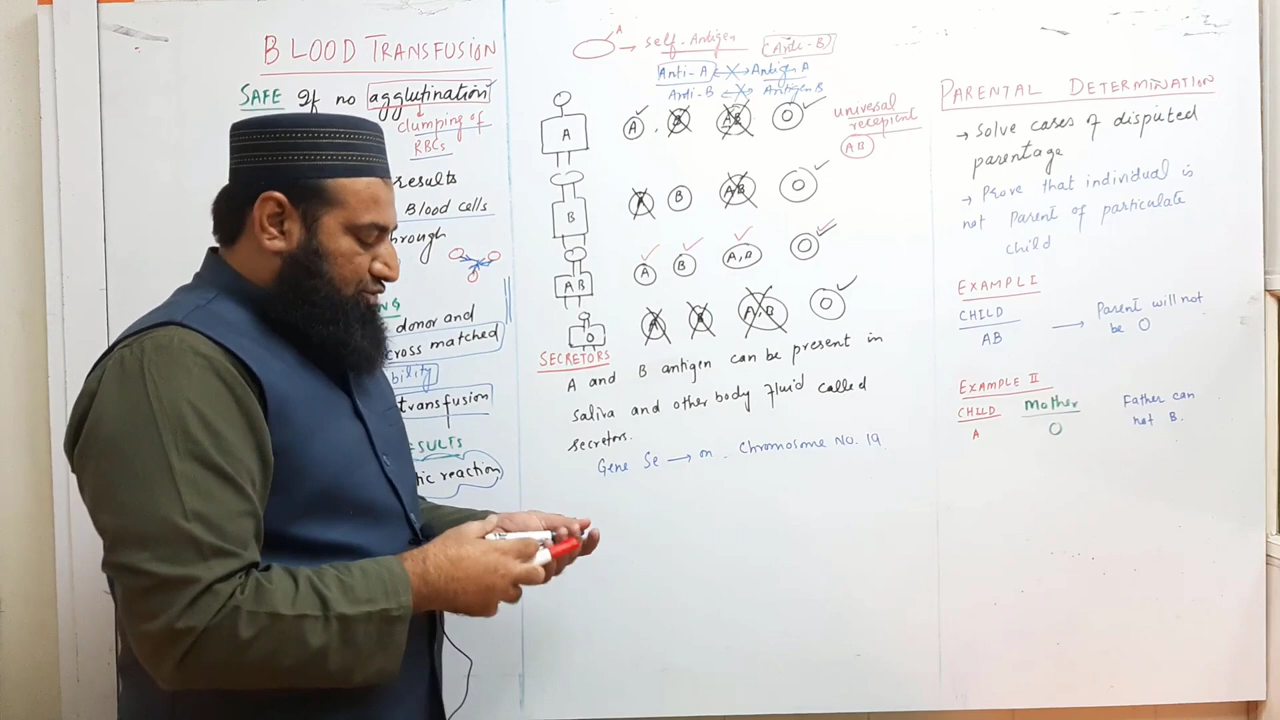 BLOOD TRANSFUSION
SAFE If no agglutination
clumping of
RBCs
results
Blood cells
hrough
donor and
cross matched
bility
transfusion
SULTS
tic reaction
A
self-Antigen
Anti-B
Anti-A Antigen A
Anti-B Antigen B
A A B AB O
universal
recepient
AB
B A B AB O
AB A B A,B O
O A B A,B O
SECRETORS
A and B antigen can be present in
saliva and other body fluid called
secretors.
Gene Se → on. Chromosome No. 19
PARENTAL DETERMINATION
→ Solve cases of disputed
parentage
→ Prove that individual is
not Parent of particulate
child
EXAMPLE I
CHILD
AB → Parent will not
be O
EXAMPLE II
CHILD Mother Father can
A O not B.